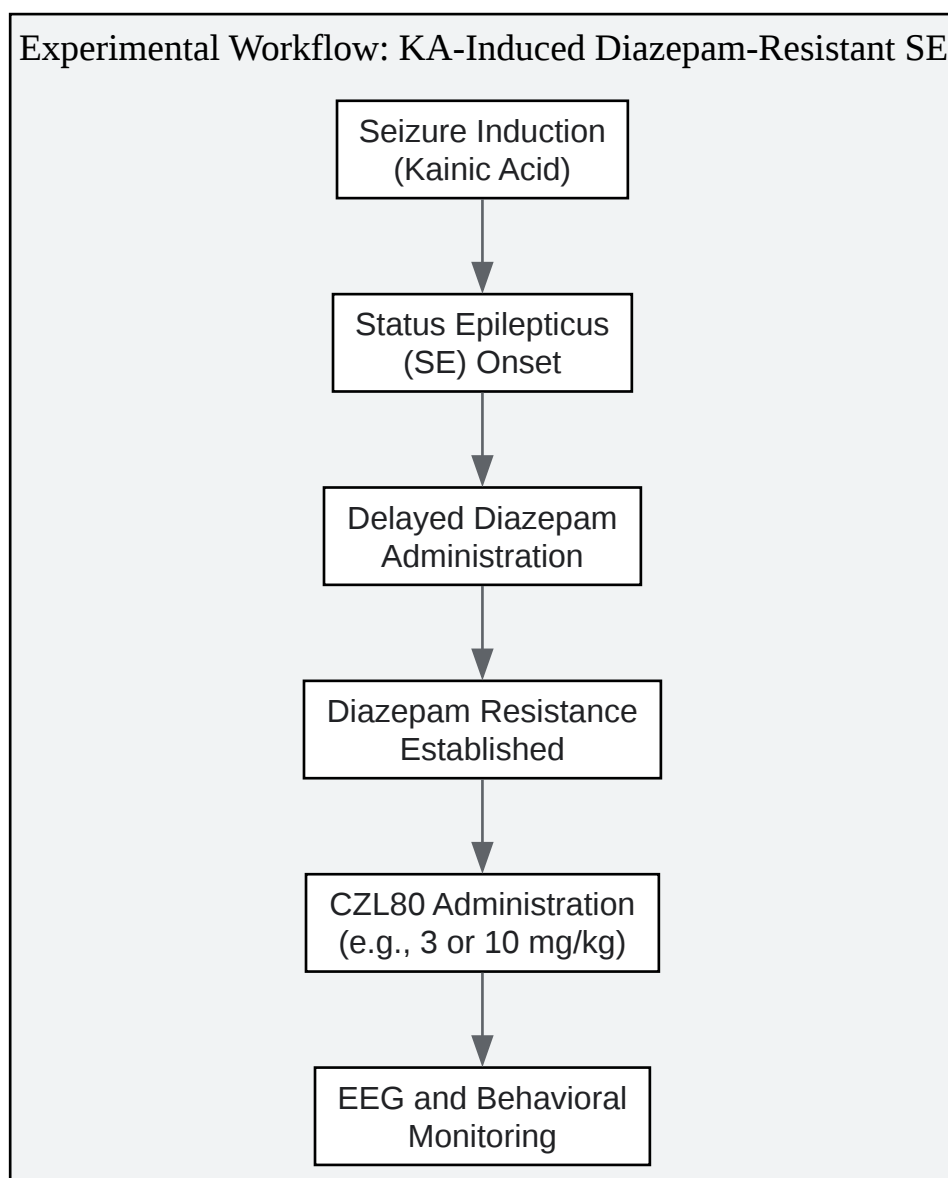 Experimental Workflow: KA-Induced Diazepam-Resistant SE
Seizure Induction
(Kainic Acid)
Status Epilepticus
(SE) Onset
Delayed Diazepam
Administration
Diazepam Resistance
Established
CZL80 Administration
(e.g., 3 or 10 mg/kg)
EEG and Behavioral
Monitoring